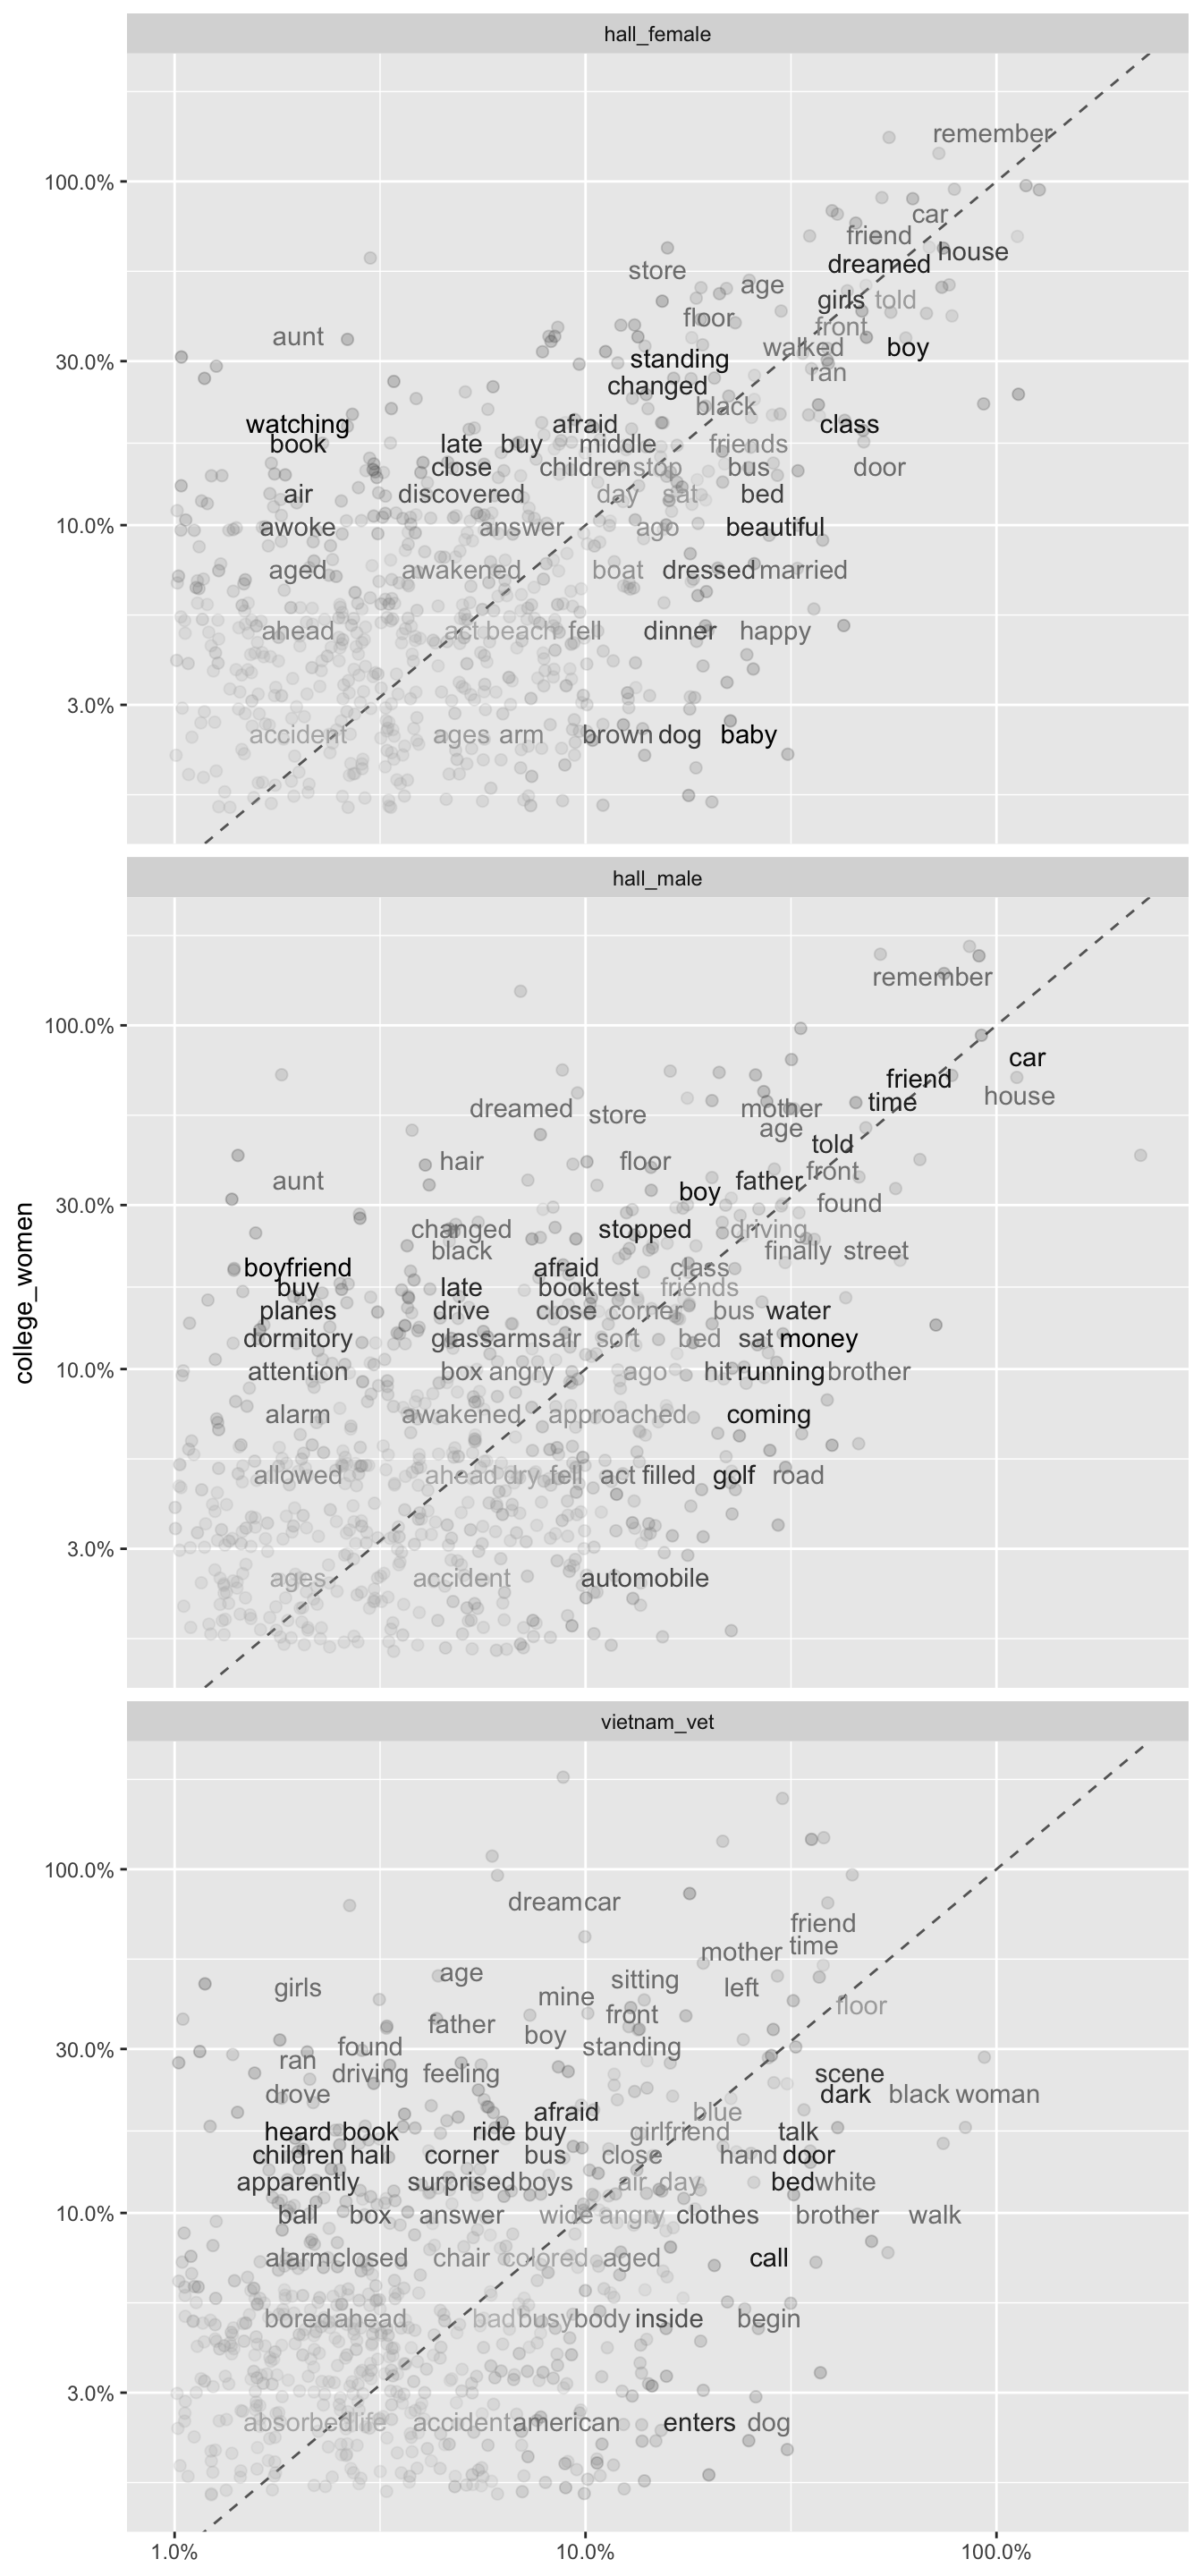 hall_female
remember
100.0%
car
friend
house
dreamed
store
age
girls told
floor
front
aunt
walked boy
30.0%
standing
ran
changed
black
watching afraid class
book late buy middle friends
close children stop bus door
air discovered day sat bed
10.0%
awoke answer ago beautiful
aged awakened boat dressed married
ahead act beach fell dinner happy
3.0%
accident ages arm brown dog baby
hall_male
remember
100.0%
car
friend
time house
dreamed store mother
age
told
hair floor front
aunt father
boy
30.0%
found
changed stopped driving
black finally street
boyfriend afraid class
buy late book test friends
planes drive close corner bus water
dormitory glass arms air sort bed sat money
10.0%
attention box angry ago hit running brother
alarm awakened approached coming
allowed ahead dry fell act filled golf road
3.0%
ages accident automobile
college_women
vietnam_vet
100.0%
dream car
friend
mother time
age sitting
girls left
mine floor
front
father
boy
30.0%
found standing
ran
driving feeling scene
drove dark black woman
afraid blue
heard book ride buy girlfriend talk
children hall corner bus close hand door
apparently surprised boys air day bed white
10.0%
ball box answer wide angry clothes brother walk
alarm closed chair colored aged call
bored ahead bad busy body inside begin
3.0%
absorbed life accident american enters dog
1.0% 10.0% 100.0%